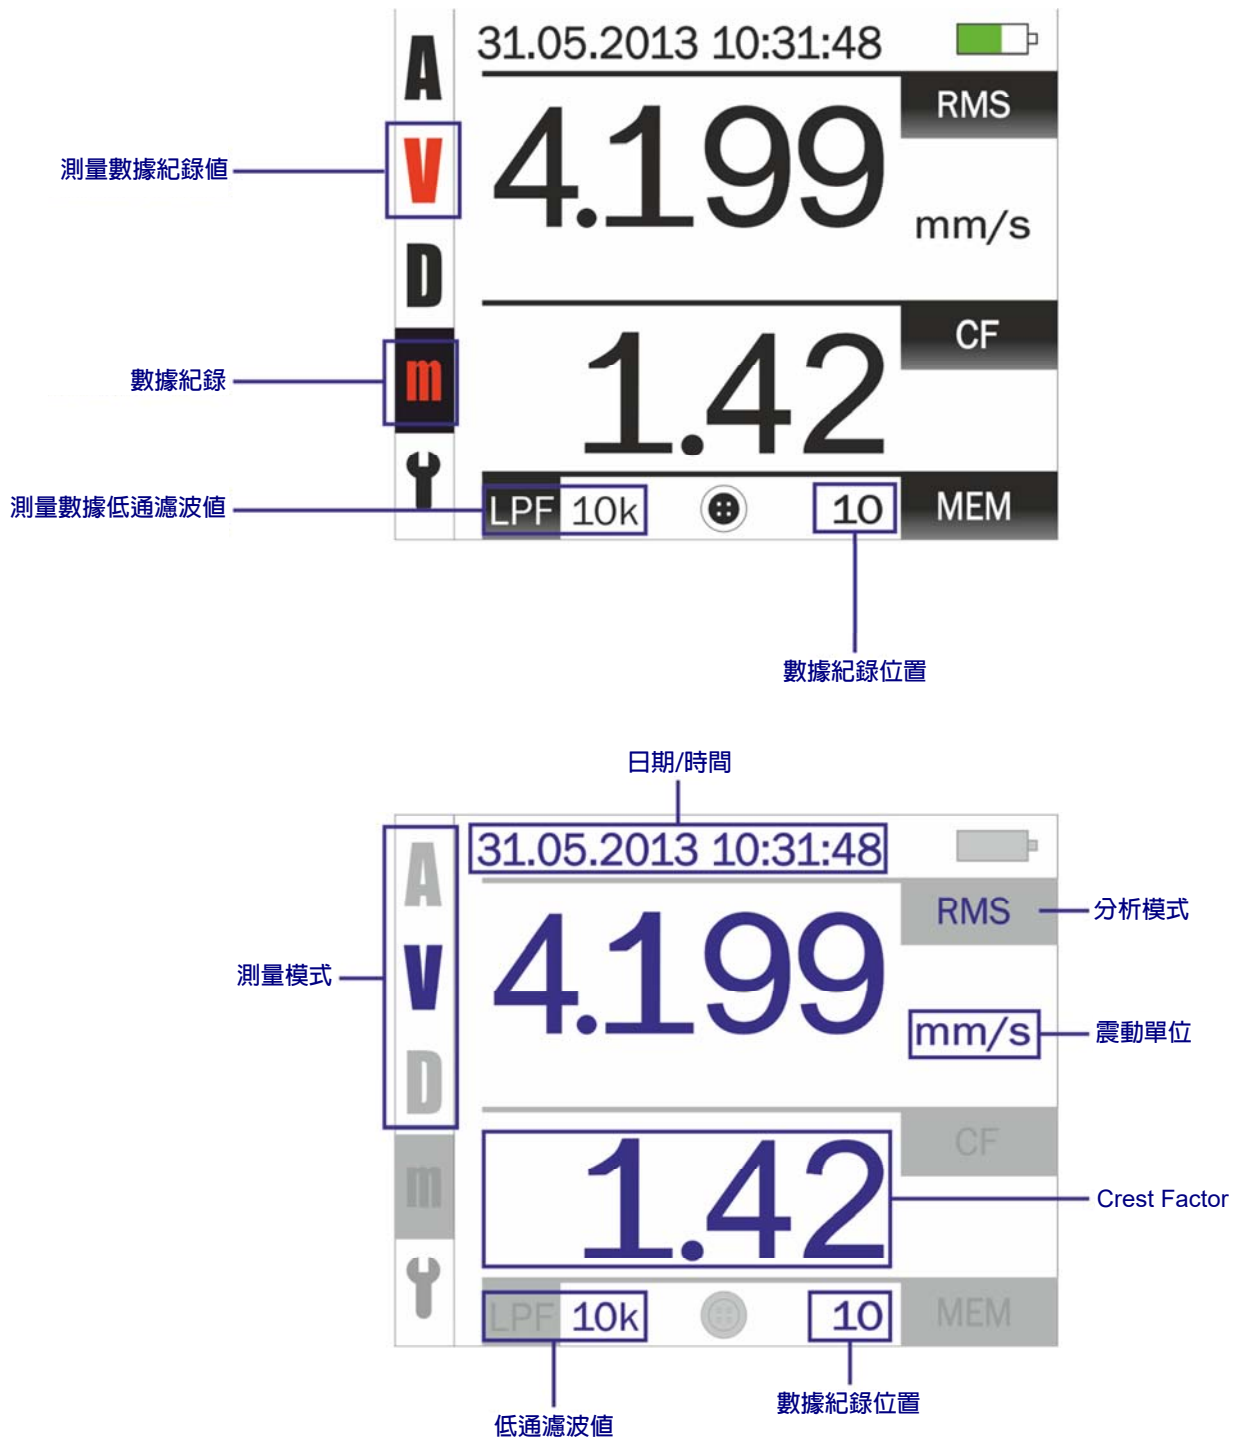 31.05.2013 10:31:48
A
RMS
4.199
測量數據紀錄值
V
mm/s
D
CF
1.42
數據紀錄
m
測量數據低通濾波值
LPF 10k
10
MEM
數據紀錄位置
日期/時間
31.05.2013 10:31:48
A
RMS
分析模式
4.199
測量模式
V
mm/s
震動單位
D
CF
1.42
m
Crest Factor
LPF 10k
10
MEM
數據紀錄位置
低通濾波值